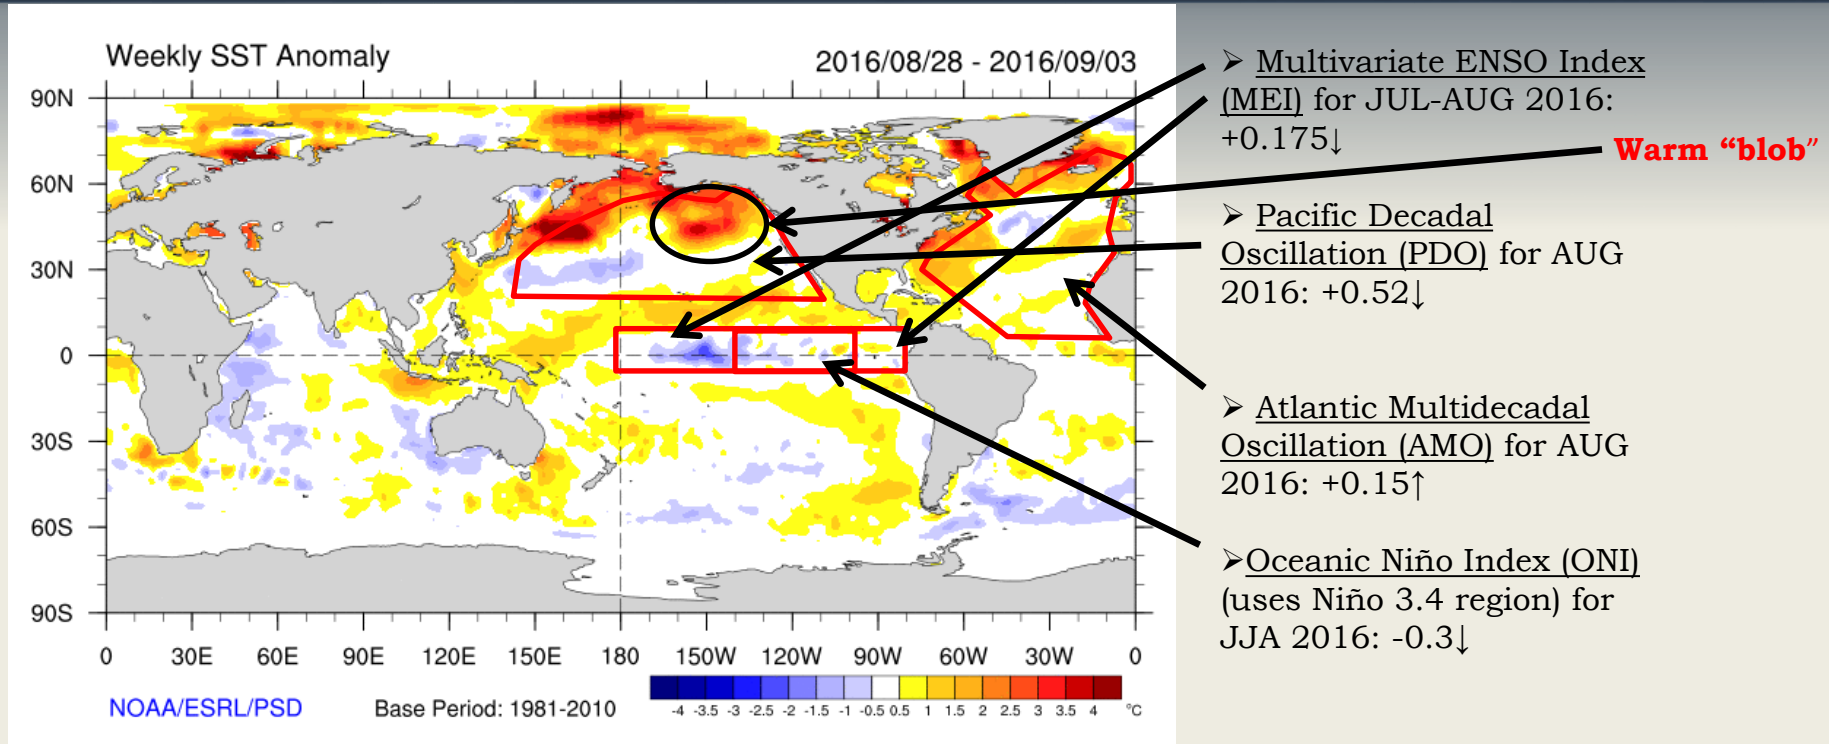 Weekly SST Anomaly
2016/08/28 - 2016/09/03
90N
60N
30N
0
30S
60S
90S
0 30E 60E 90E 120E 150E 180 150W 120W 90W 60W 30W 0
NOAA/ESRL/PSD
Base Period: 1981-2010
-4 -3.5 -3 -2.5 -2 -1.5 -1 -0.5 0.5 1 1.5 2 2.5 3 3.5 4 °C
➢ Multivariate ENSO Index
(MEI) for JUL-AUG 2016:
+0.175↓
Warm “blob”
➢ Pacific Decadal
Oscillation (PDO) for AUG
2016: +0.52↓
➢ Atlantic Multidecadal
Oscillation (AMO) for AUG
2016: +0.15↑
➢Oceanic Niño Index (ONI)
(uses Niño 3.4 region) for
JJA 2016: -0.3↓